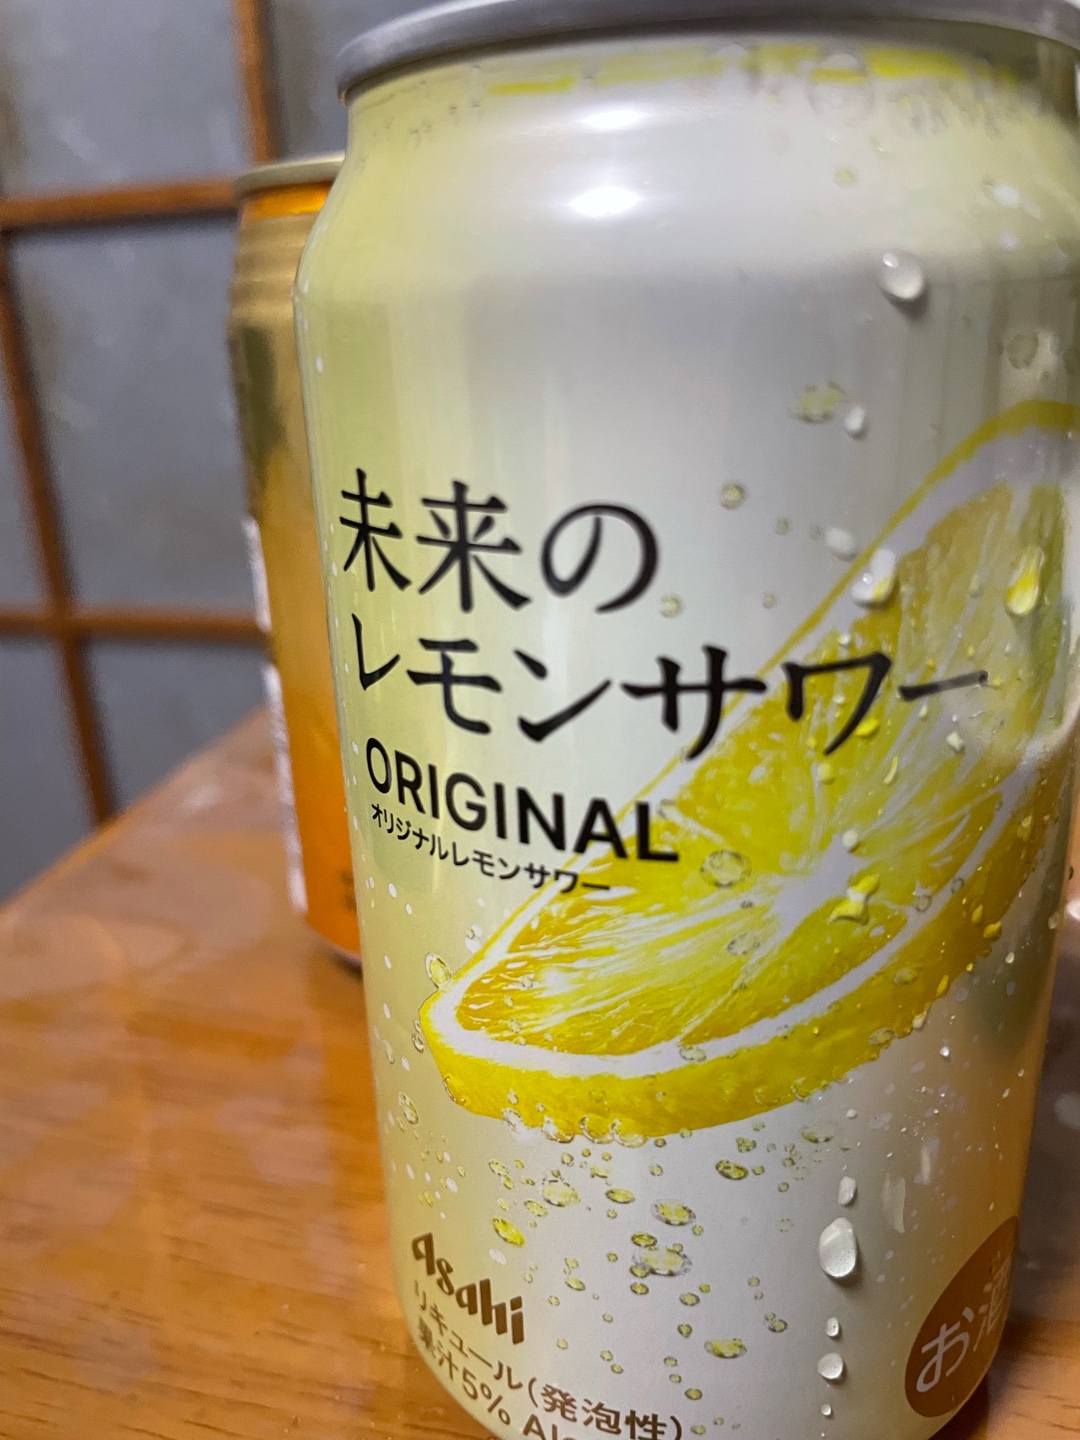 未来の
レモンサワー
ORIGINAL
オリジナルレモンサワー
Asahi
リキュール(発泡性)
果汁5%
お酒